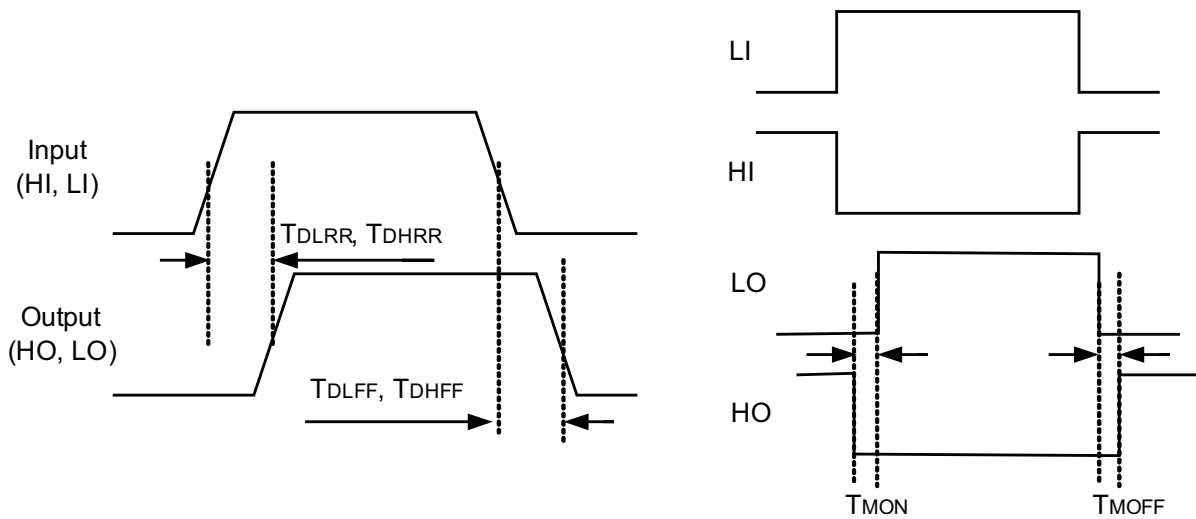 Input
(HI, LI)
TDLRR, TDHRR
Output
(HO, LO)
TDLFF, TDHFF
LI
HI
LO
HO
TMON
TMOFF